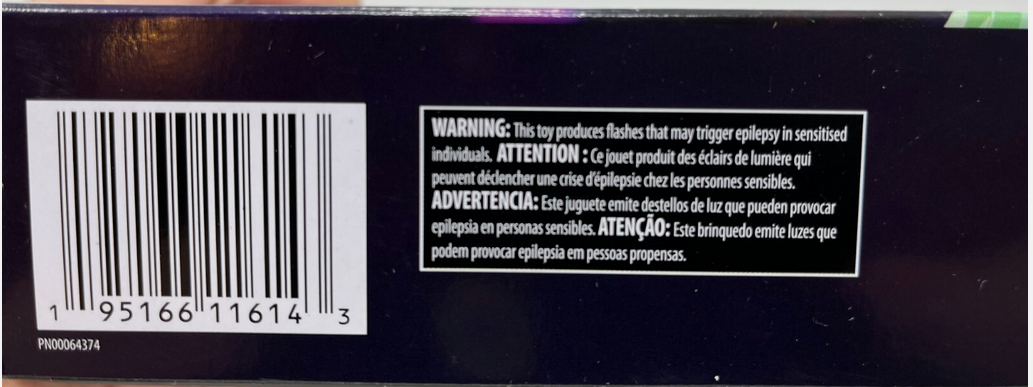 WARNING: This toy produces flashes that may trigger epilepsy in sensitised
individuals. ATTENTION : Ce jouet produit des éclairs de lumière qui
peuvent déclencher une crise d'épilepsie chez les personnes sensibles.
ADVERTENCIA: Este juguete emite destellos de luz que pueden provocar
epilepsia en personas sensibles. ATENÇÃO: Este brinquedo emite luzes que
podem provocar epilepsia em pessoas propensas.
1 95166 11614 3
PN00064374